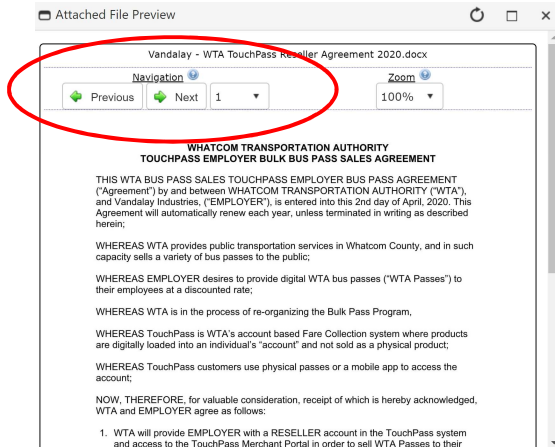 Attached File Preview
Vandalay - WTA TouchPass Reseller Agreement 2020.docx
Navigation Zoom
Previous Next 1 100%
WHATCOM TRANSPORTATION AUTHORITY
TOUCHPASS EMPLOYER BULK BUS PASS SALES AGREEMENT
THIS WTA BUS PASS SALES TOUCHPASS EMPLOYER BUS PASS AGREEMENT
("Agreement") by and between WHATCOM TRANSPORTATION AUTHORITY ("WTA"),
and Vandalay Industries, ("EMPLOYER"), is entered into this 2nd day of April, 2020. This
Agreement will automatically renew each year, unless terminated in writing as described
herein;
WHEREAS WTA provides public transportation services in Whatcom County, and in such
capacity sells a variety of bus passes to the public;
WHEREAS EMPLOYER desires to provide digital WTA bus passes ("WTA Passes") to
their employees at a discounted rate;
WHEREAS WTA is in the process of re-organizing the Bulk Pass Program,
WHEREAS TouchPass is WTA's account based Fare Collection system where products
are digitally loaded into an individual's "account" and not sold as a physical product;
WHEREAS TouchPass customers use physical passes or a mobile app to access the
account;
NOW, THEREFORE, for valuable consideration, receipt of which is hereby acknowledged,
WTA and EMPLOYER agree as follows:
1. WTA will provide EMPLOYER with a RESELLER account in the TouchPass system
and access to the TouchPass Merchant Portal in order to sell WTA Passes to their